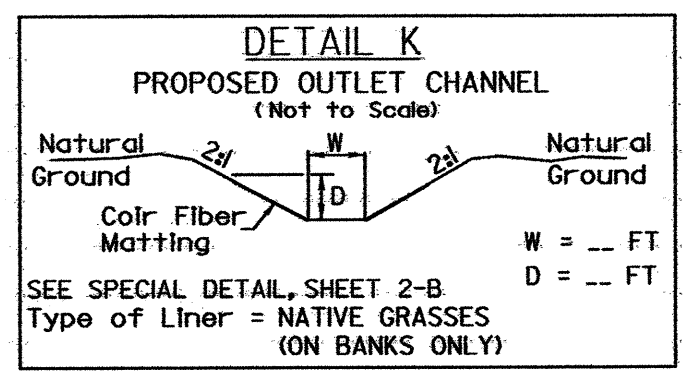 DETAIL K
PROPOSED OUTLET CHANNEL
(Not to Scale)
Natural Ground
2:1
W
2:1
Natural Ground
D
Coir Fiber
Matting
W = __ FT
D = __ FT
SEE SPECIAL DETAIL, SHEET 2-B
Type of Liner = NATIVE GRASSES
(ON BANKS ONLY)